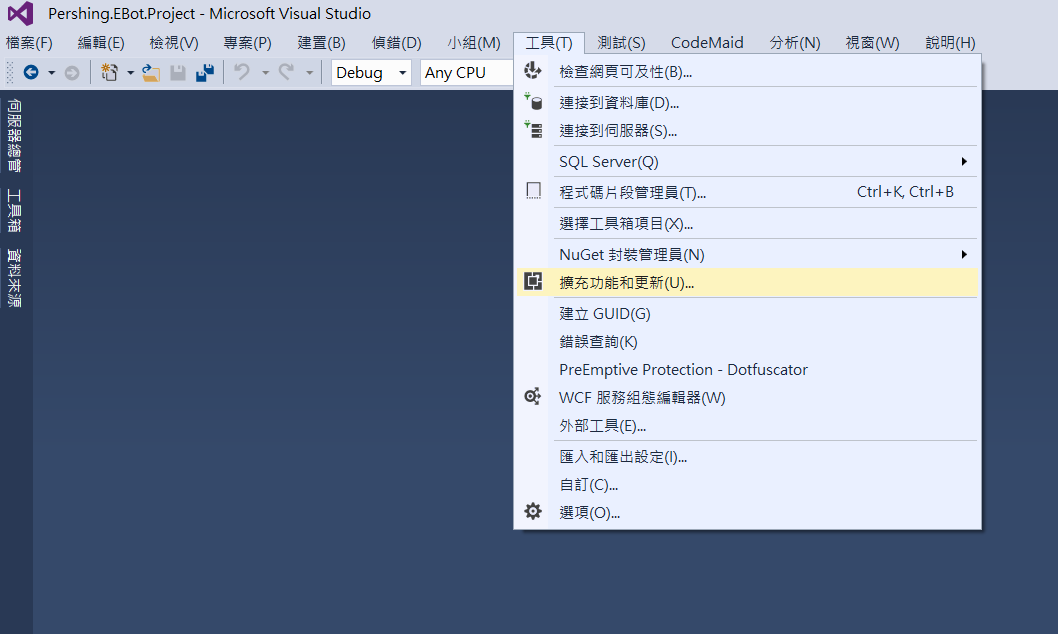 Pershing.EBot.Project - Microsoft Visual Studio
檔案(F) 編輯(E) 檢視(V) 專案(P) 建置(B) 偵錯(D) 小組(M) 工具(T) 測試(S) CodeMaid 分析(N) 視窗(W) 說明(H)
Debug Any CPU
伺服器總管
工具箱
資料來源
檢查網頁可及性(B)...
連接到資料庫(D)...
連接到伺服器(S)...
SQL Server(Q)
程式碼片段管理員(T)... Ctrl+K, Ctrl+B
選擇工具箱項目(X)...
NuGet 封裝管理員(N)
擴充功能和更新(U)...
建立 GUID(G)
錯誤查詢(K)
PreEmptive Protection - Dotfuscator
WCF 服務組態編輯器(W)
外部工具(E)...
匯入和匯出設定(I)...
自訂(C)...
選項(O)...